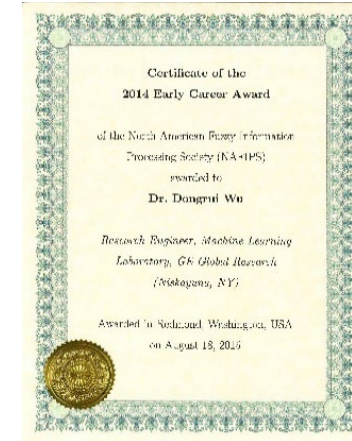 Certificate of the
2014 Early Career Award
of the North American Fuzzy Information
Processing Society (NAFIPS)
awarded to
Dr. Dongrui Wu
Research Engineer, Machine Learning
Laboratory, GE Global Research
(Niskayuna, NY)
Awarded in Redmond, Washington, USA
on August 18, 2015